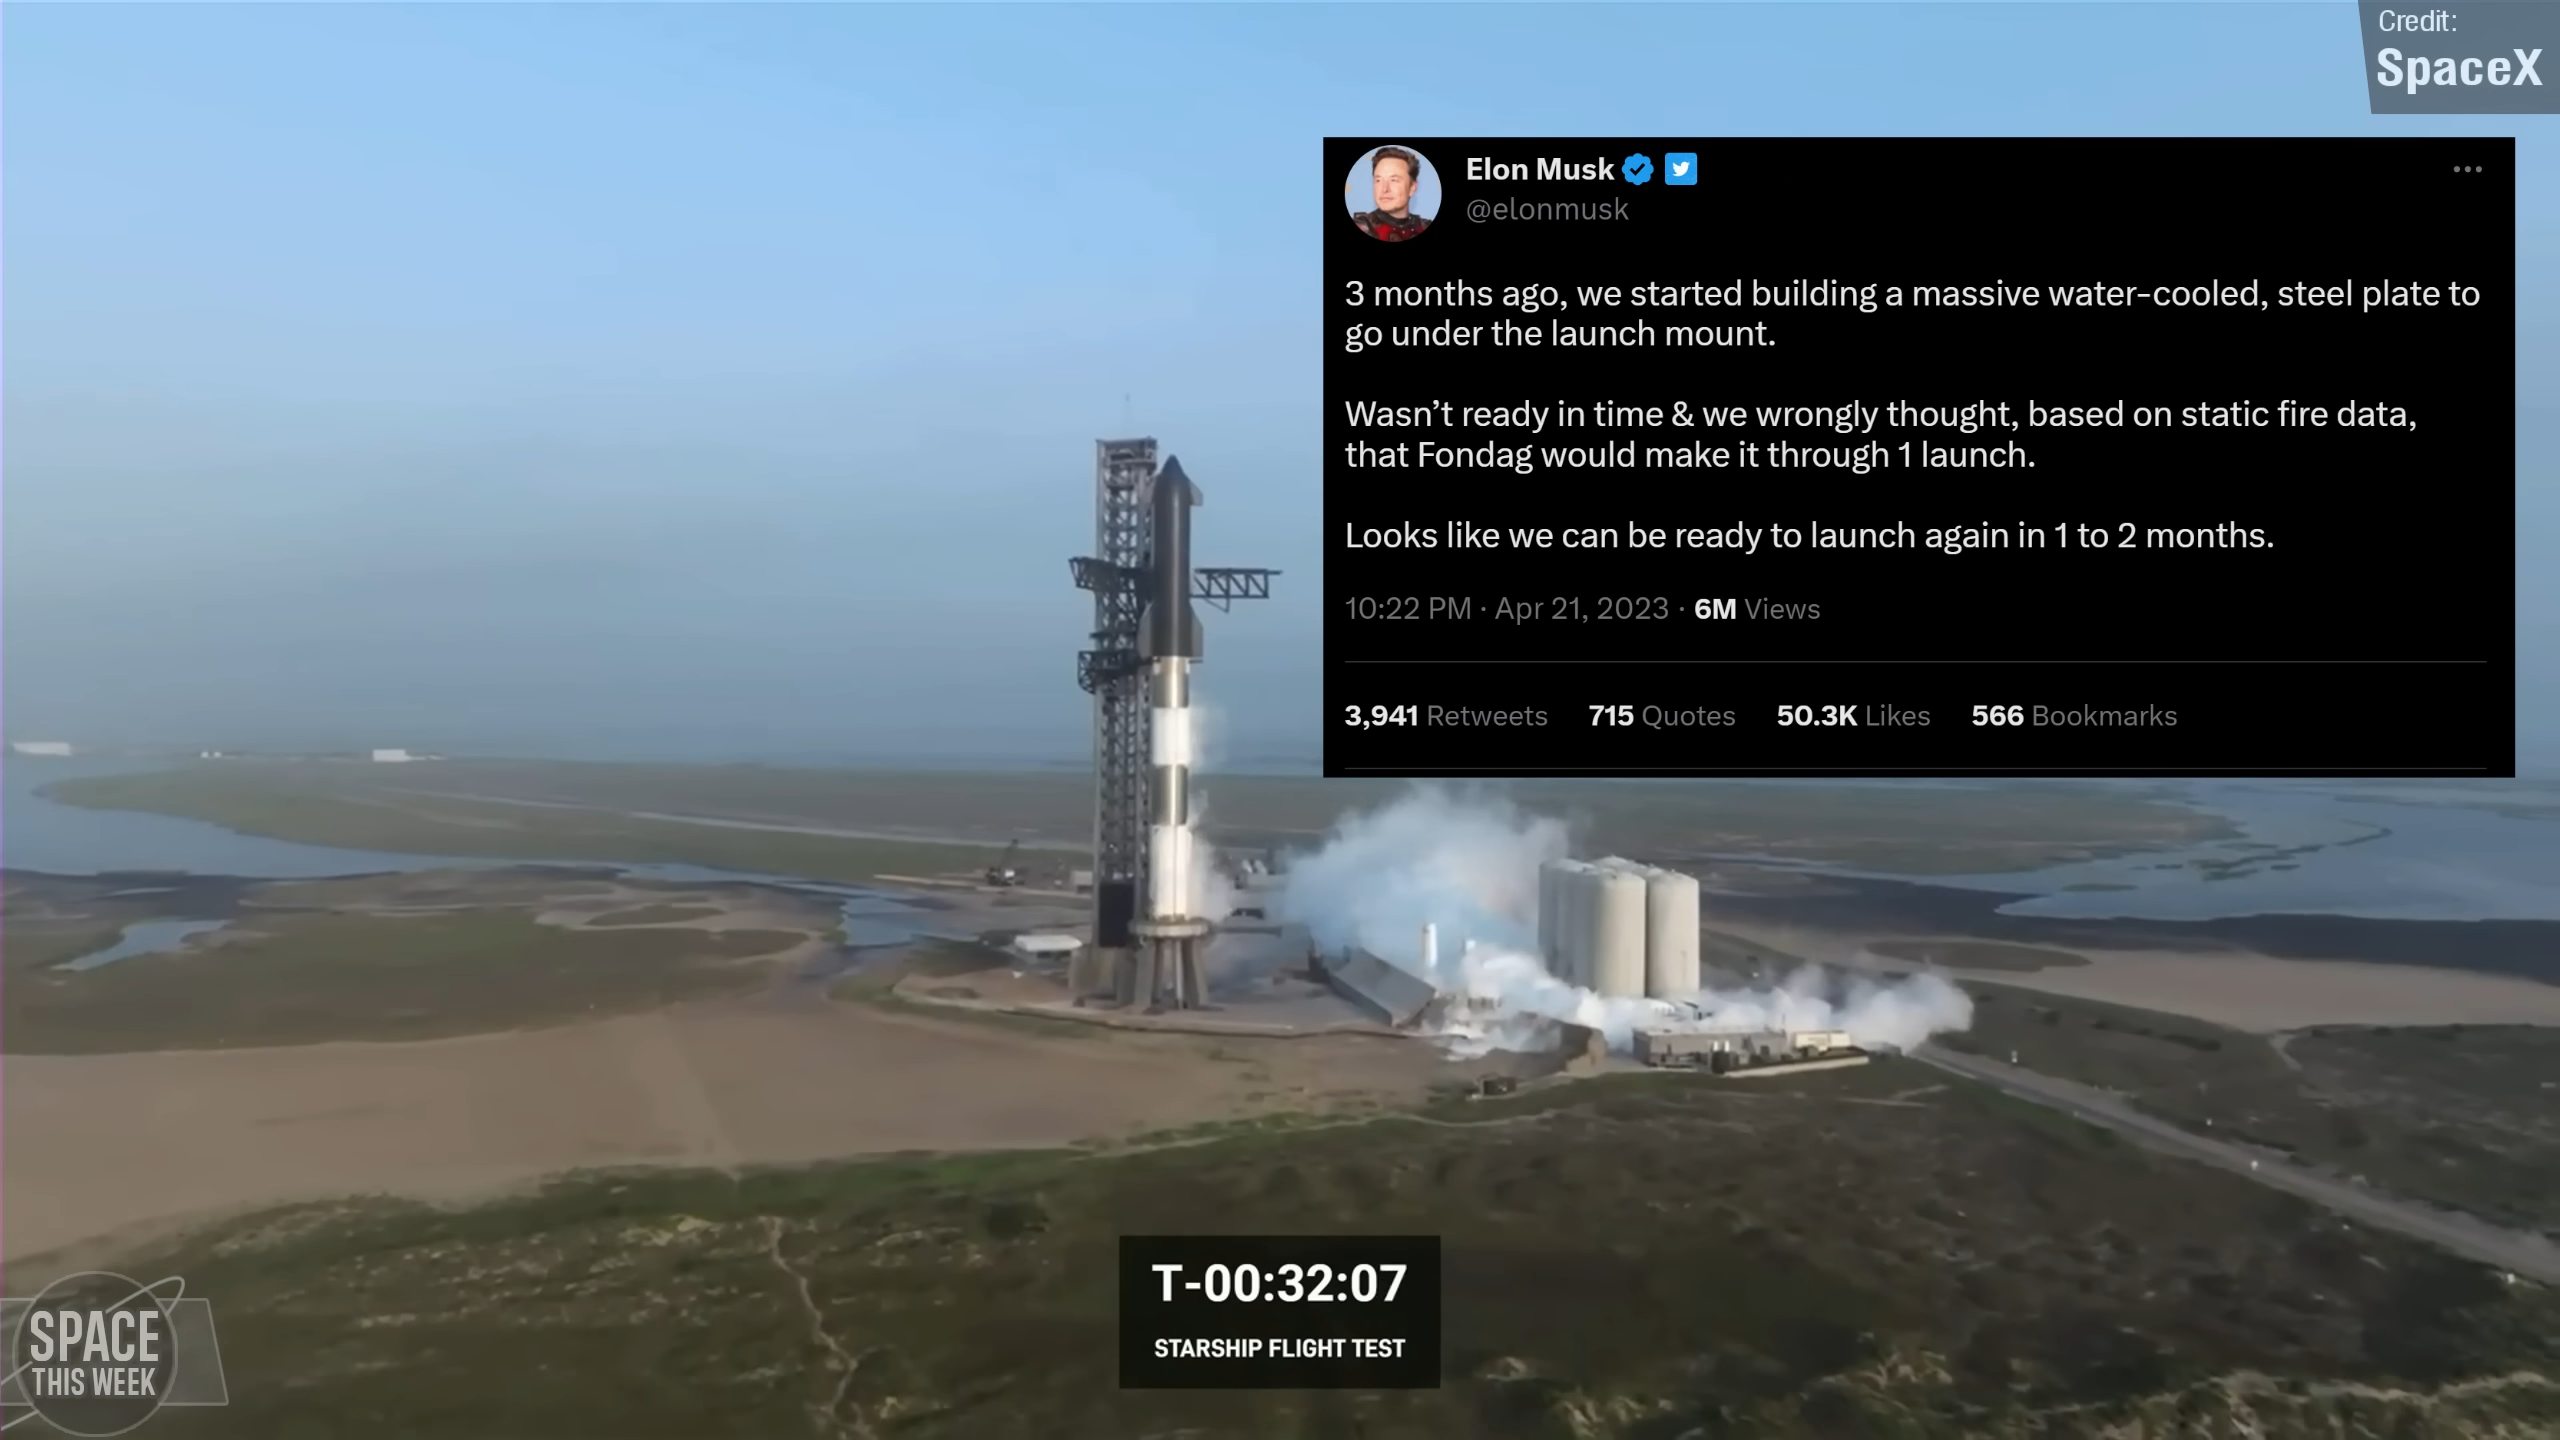 Credit:
SpaceX
Elon Musk
@elonmusk
3 months ago, we started building a massive water-cooled, steel plate to
go under the launch mount.
Wasn’t ready in time & we wrongly thought, based on static fire data,
that Fondag would make it through 1 launch.
Looks like we can be ready to launch again in 1 to 2 months.
10:22 PM · Apr 21, 2023 · 6M Views
3,941 Retweets 715 Quotes 50.3K Likes 566 Bookmarks
T-00:32:07
STARSHIP FLIGHT TEST
SPACE
THIS WEEK